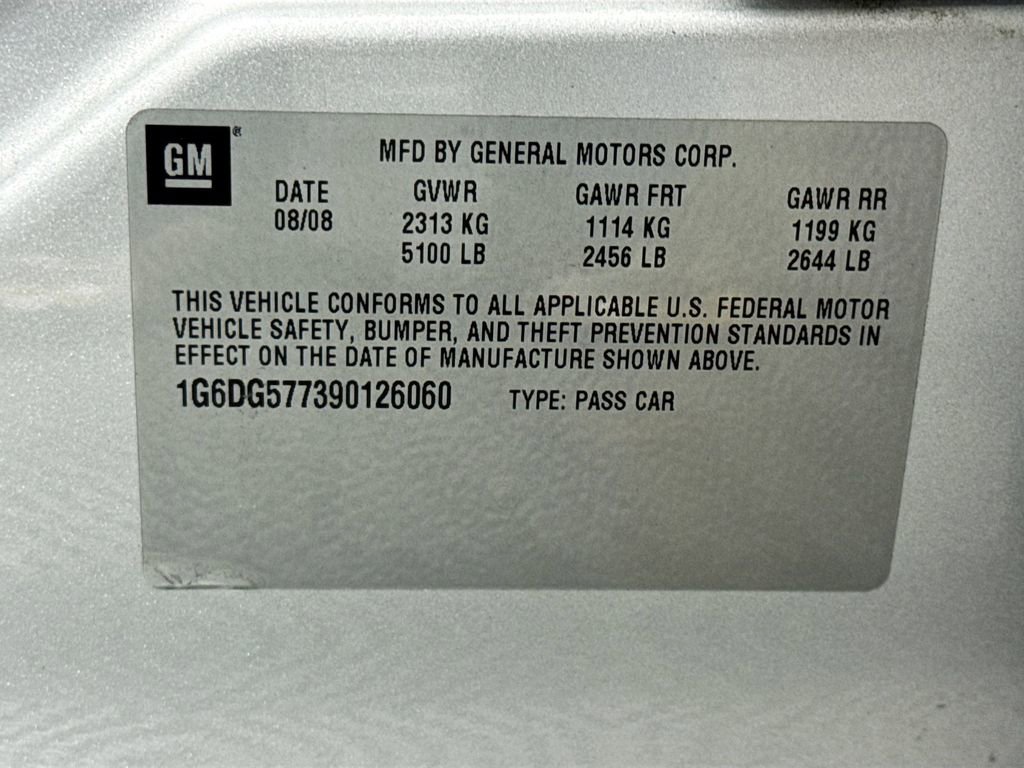 GM®
MFD BY GENERAL MOTORS CORP.
DATE GVWR GAWR FRT GAWR RR
08/08 2313 KG 1114 KG 1199 KG
5100 LB 2456 LB 2644 LB
THIS VEHICLE CONFORMS TO ALL APPLICABLE U.S. FEDERAL MOTOR
VEHICLE SAFETY, BUMPER, AND THEFT PREVENTION STANDARDS IN
EFFECT ON THE DATE OF MANUFACTURE SHOWN ABOVE.
1G6DG577390126060 TYPE: PASS CAR